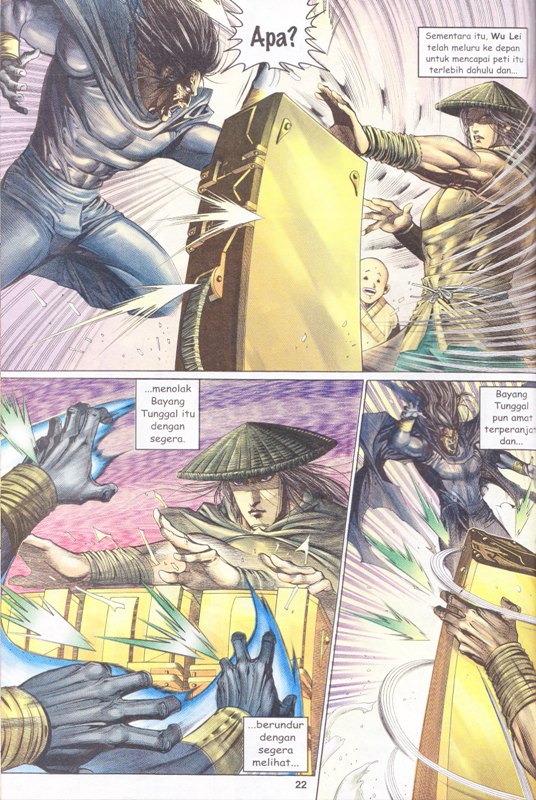 Apa?
Sementara itu, Wu Lei
telah meluru ke depan
untuk mencapai peti itu
terlebih dahulu dan...
...menolak
Bayang
Tunggal itu
dengan
segera.
Bayang
Tunggal
pun amat
terperanjat
dan...
...berundur
dengan
segera
melihat...
22